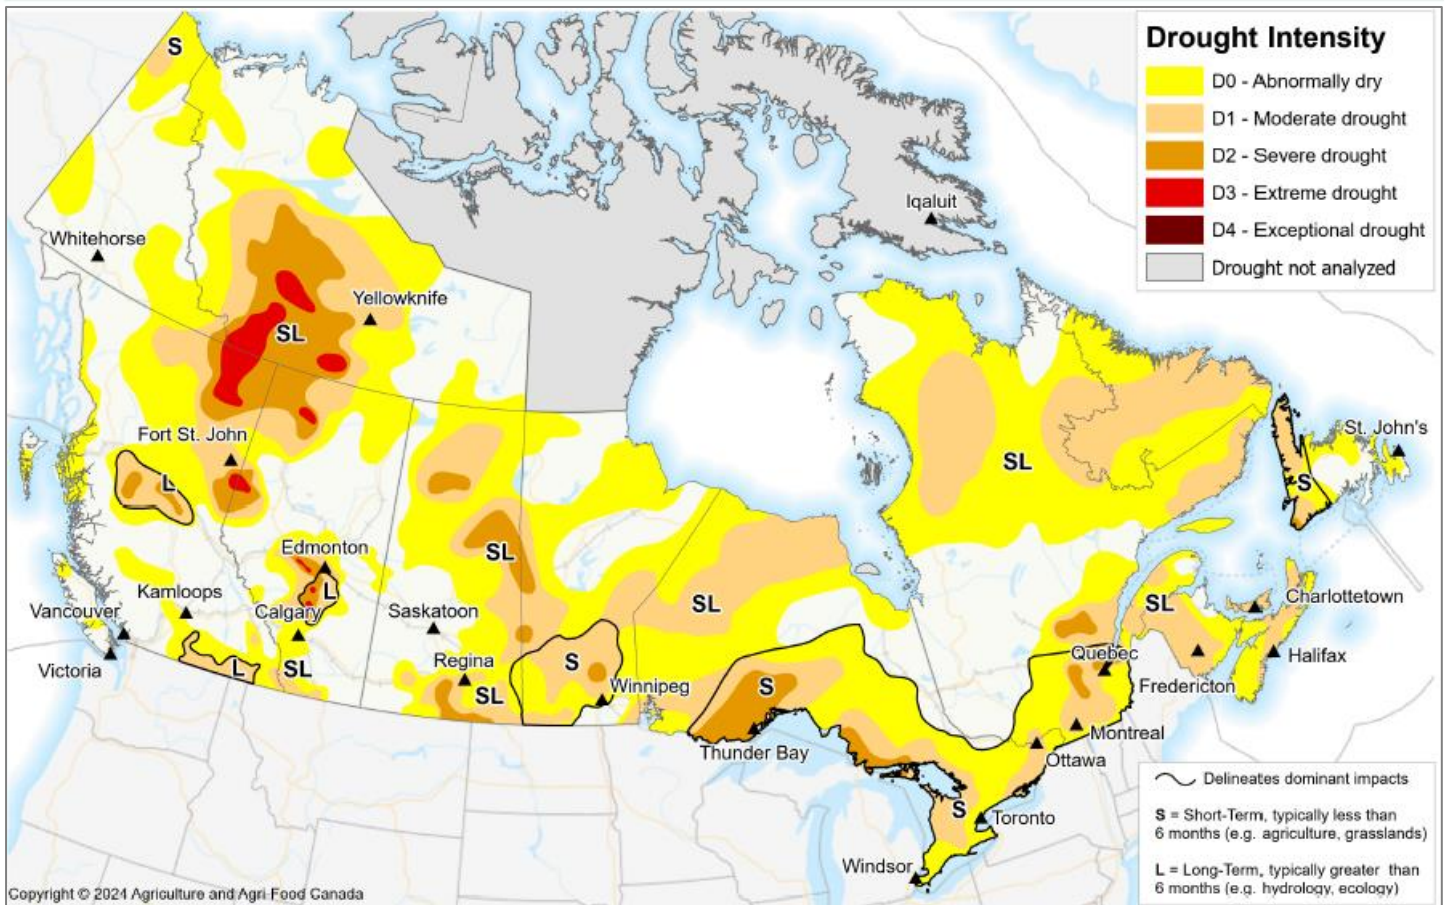 Drought Intensity
D0 - Abnormally dry
D1 - Moderate drought
D2 - Severe drought
D3 - Extreme drought
D4 - Exceptional drought
Drought not analyzed
S
Iqaluit
Whitehorse
Yellowknife
SL
St. John's
Fort St. John
SL
L
S
SL
Edmonton
L
Kamloops
Calgary
Saskatoon
SL
SL
Charlottetown
Vancouver
Victoria
L
SL
Regina
SL
S
Winnipeg
S
Quebec
Halifax
Fredericton
Thunder Bay
Montreal
Ottawa
S
Toronto
Windsor
Delineates dominant impacts
S = Short-Term, typically less than
6 months (e.g. agriculture, grasslands)
L = Long-Term, typically greater than
6 months (e.g. hydrology, ecology)
Copyright © 2024 Agriculture and Agri Food Canada